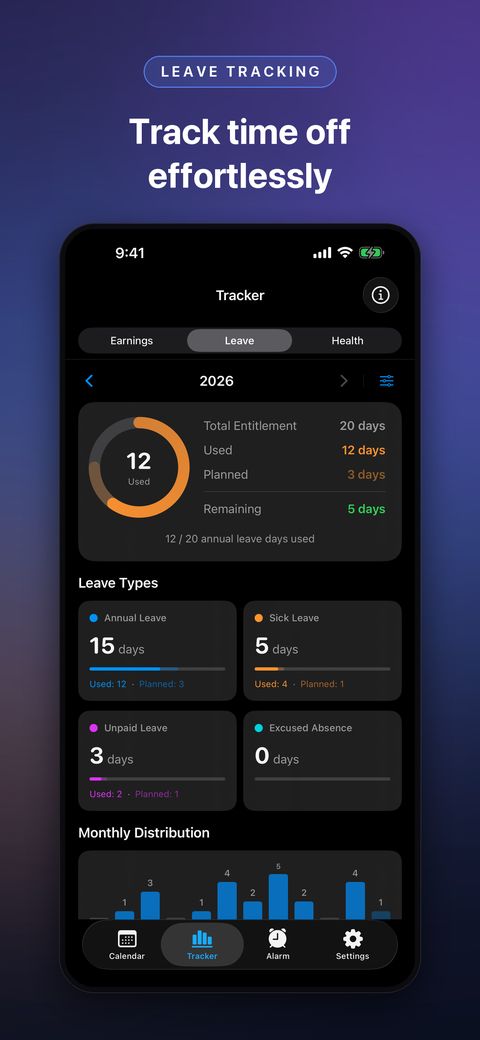 LEAVE TRACKING
Track time off
effortlessly
9:41
Tracker
Earnings Leave Health
2026
12
Used
Total Entitlement 20 days
Used 12 days
Planned 3 days
Remaining 5 days
12 / 20 annual leave days used
Leave Types
Annual Leave
15 days
Used: 12 · Planned: 3
Sick Leave
5 days
Used: 4 · Planned: 1
Unpaid Leave
3 days
Used: 2 · Planned: 1
Excused Absence
0 days
Monthly Distribution
1 3 1 4 2 5 2 4 1
Calendar Tracker Alarm Settings